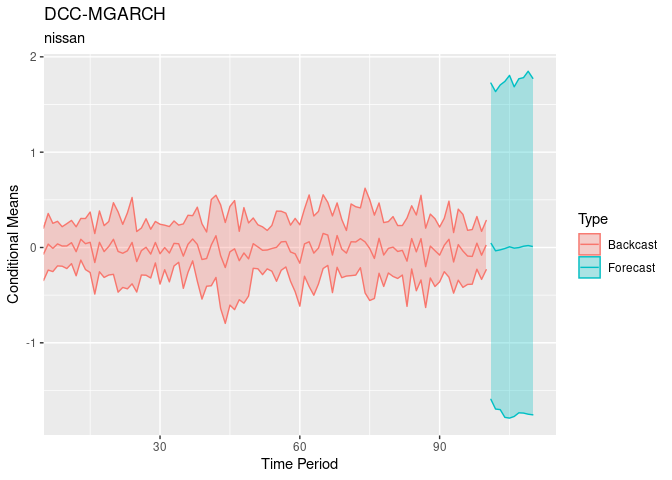 DCC-MGARCH
nissan
2
1
0
-1
Conditional Means
30
60
90
Time Period
Type
Backcast
Forecast